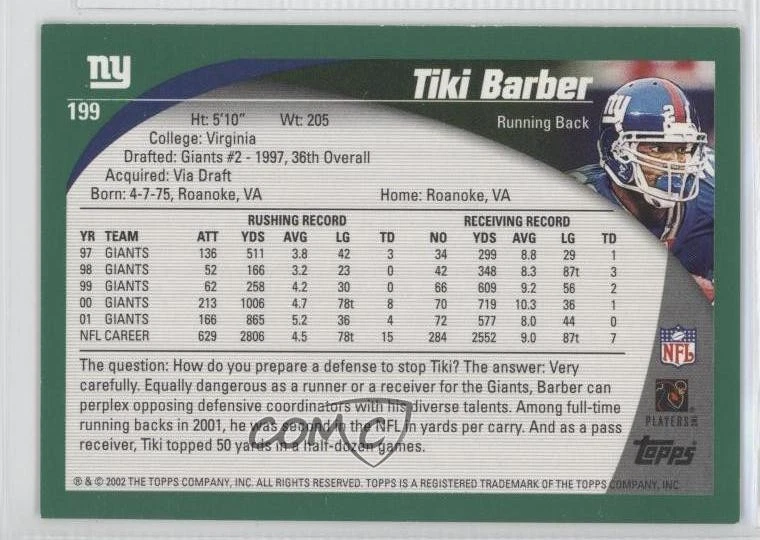 ny
Tiki Barber
199
Running Back
Ht: 5'10" Wt: 205
College: Virginia
Drafted: Giants #2 - 1997, 36th Overall
Acquired: Via Draft
Born: 4-7-75, Roanoke, VA Home: Roanoke, VA
RUSHING RECORD RECEIVING RECORD
YR TEAM ATT YDS AVG LG TD NO YDS AVG LG TD
97 GIANTS 136 511 3.8 42 3 34 299 8.8 29 1
98 GIANTS 52 166 3.2 23 0 42 348 8.3 87t 3
99 GIANTS 62 258 4.2 30 0 66 609 9.2 56 2
00 GIANTS 213 1006 4.7 78t 8 70 719 10.3 36 1
01 GIANTS 166 865 5.2 36 4 72 577 8.0 44 0
NFL CAREER 629 2806 4.5 78t 15 284 2552 9.0 87t 7
The question: How do you prepare a defense to stop Tiki? The answer: Very
carefully. Equally dangerous as a runner or a receiver for the Giants, Barber can
perplex opposing defensive coordinators with his diverse talents. Among full-time
running backs in 2001, he was second in the NFL in yards per carry. And as a pass
receiver, Tiki topped 50 yards in a half-dozen games.
NFL
PLAYERS INC
Topps
COMC
® & © 2002 THE TOPPS COMPANY, INC. ALL RIGHTS RESERVED. TOPPS IS A REGISTERED TRADEMARK OF THE TOPPS COMPANY, INC.